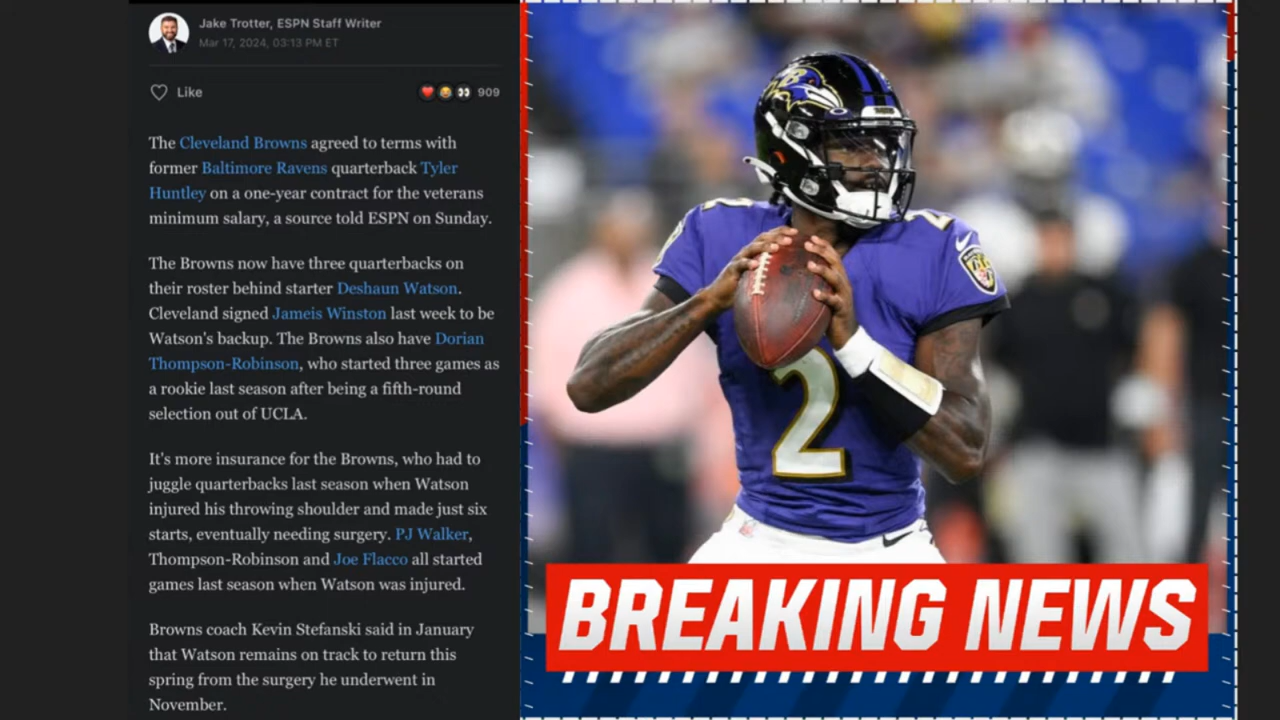 Jake Trotter, ESPN Staff Writer
Mar 17, 2024, 03:13 PM ET
Like
909
The Cleveland Browns agreed to terms with
former Baltimore Ravens quarterback Tyler
Huntley on a one-year contract for the veterans
minimum salary, a source told ESPN on Sunday.
The Browns now have three quarterbacks on
their roster behind starter Deshaun Watson.
Cleveland signed Jameis Winston last week to be
Watson's backup. The Browns also have Dorian
Thompson-Robinson, who started three games as
a rookie last season after being a fifth-round
selection out of UCLA.
It's more insurance for the Browns, who had to
juggle quarterbacks last season when Watson
injured his throwing shoulder and made just six
starts, eventually needing surgery. PJ Walker,
Thompson-Robinson and Joe Flacco all started
games last season when Watson was injured.
Browns coach Kevin Stefanski said in January
that Watson remains on track to return this
spring from the surgery he underwent in
November.
2
2
2
B
BREAKING NEWS